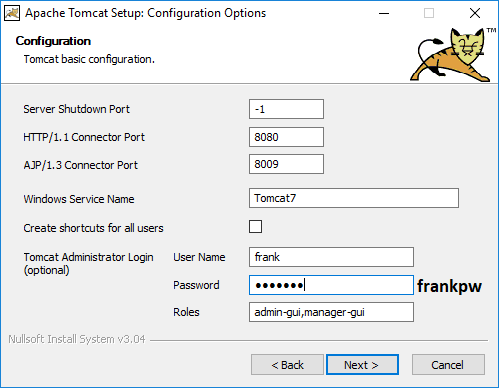 Apache Tomcat Setup: Configuration Options
Configuration
Tomcat basic configuration.
TM
Server Shutdown Port -1
HTTP/1.1 Connector Port 8080
AJP/1.3 Connector Port 8009
Windows Service Name Tomcat7
Create shortcuts for all users
Tomcat Administrator Login User Name frank
(optional)
Password ●●●●●●● frankpw
Roles admin-gui,manager-gui
Nullsoft Install System v3.04
< Back Next > Cancel